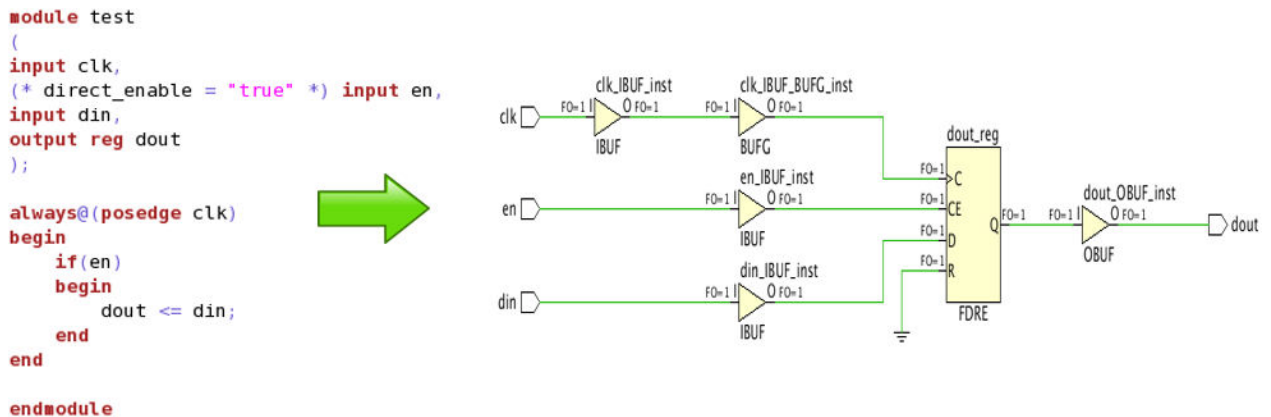 module test
(
input clk,
(* direct_enable = "true" *) input en,
input din,
output reg dout
);
always@(posedge clk)
begin
if(en)
begin
dout <= din;
end
end
endmodule
clk_IBUF_inst
clk_IBUF_BUFG_inst
clk
FO=1 I
O FO=1
FO=1 I
O FO=1
IBUF
BUFG
dout_reg
en_IBUF_inst
en
FO=1 I
O FO=1
IBUF
din_IBUF_inst
din
FO=1 I
O FO=1
IBUF
FO=1
C
FO=1
CE
FO=1
D
FO=1
R
Q
FO=1
FDRE
dout_OBUF_inst
FO=1 I
O FO=1
dout
OBUF